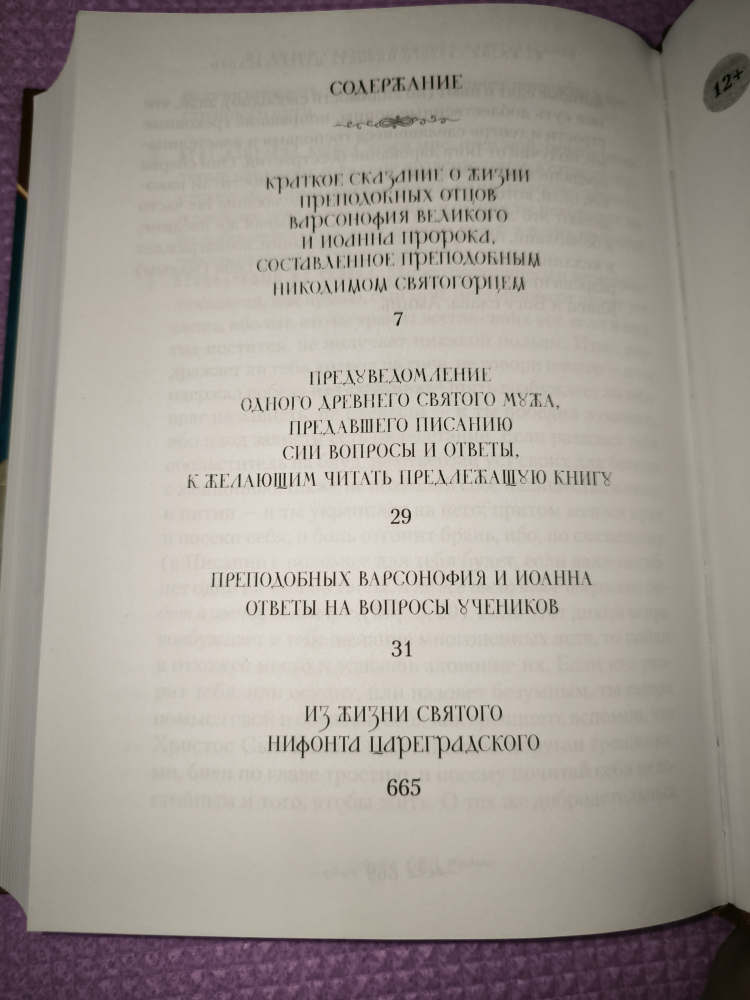 СОДЕРЖАНИЕ
КРАТКОЕ СКАЗАНИЕ О ЖИЗНИ
ПРЕПОДОБНЫХ ОТЦОВ
ВАРСОНОФИЯ ВЕЛИКОГО
И ИОАННА ПРОРОКА,
СОСТАВЛЕННОЕ ПРЕПОДОБНЫМ
НИКОДИМОМ СВЯТОГОРЦЕМ
7
ПРЕДУВЕДОМЛЕНИЕ
ОДНОГО ДРЕВНЕГО СВЯТОГО МУЖА,
ПРЕДАВШЕГО ПИСАНИЮ
СИИ ВОПРОСЫ И ОТВЕТЫ,
К ЖЕЛАЮЩИМ ЧИТАТЬ ПРЕДЛЕЖАЩУЮ КНИГУ
29
ПРЕПОДОБНЫХ ВАРСОНОФИЯ И ИОАННА
ОТВЕТЫ НА ВОПРОСЫ УЧЕНИКОВ
31
ИЗ ЖИЗНИ СВЯТОГО
НИФОНТА ЦАРЕГРАДСКОГО
665
12+